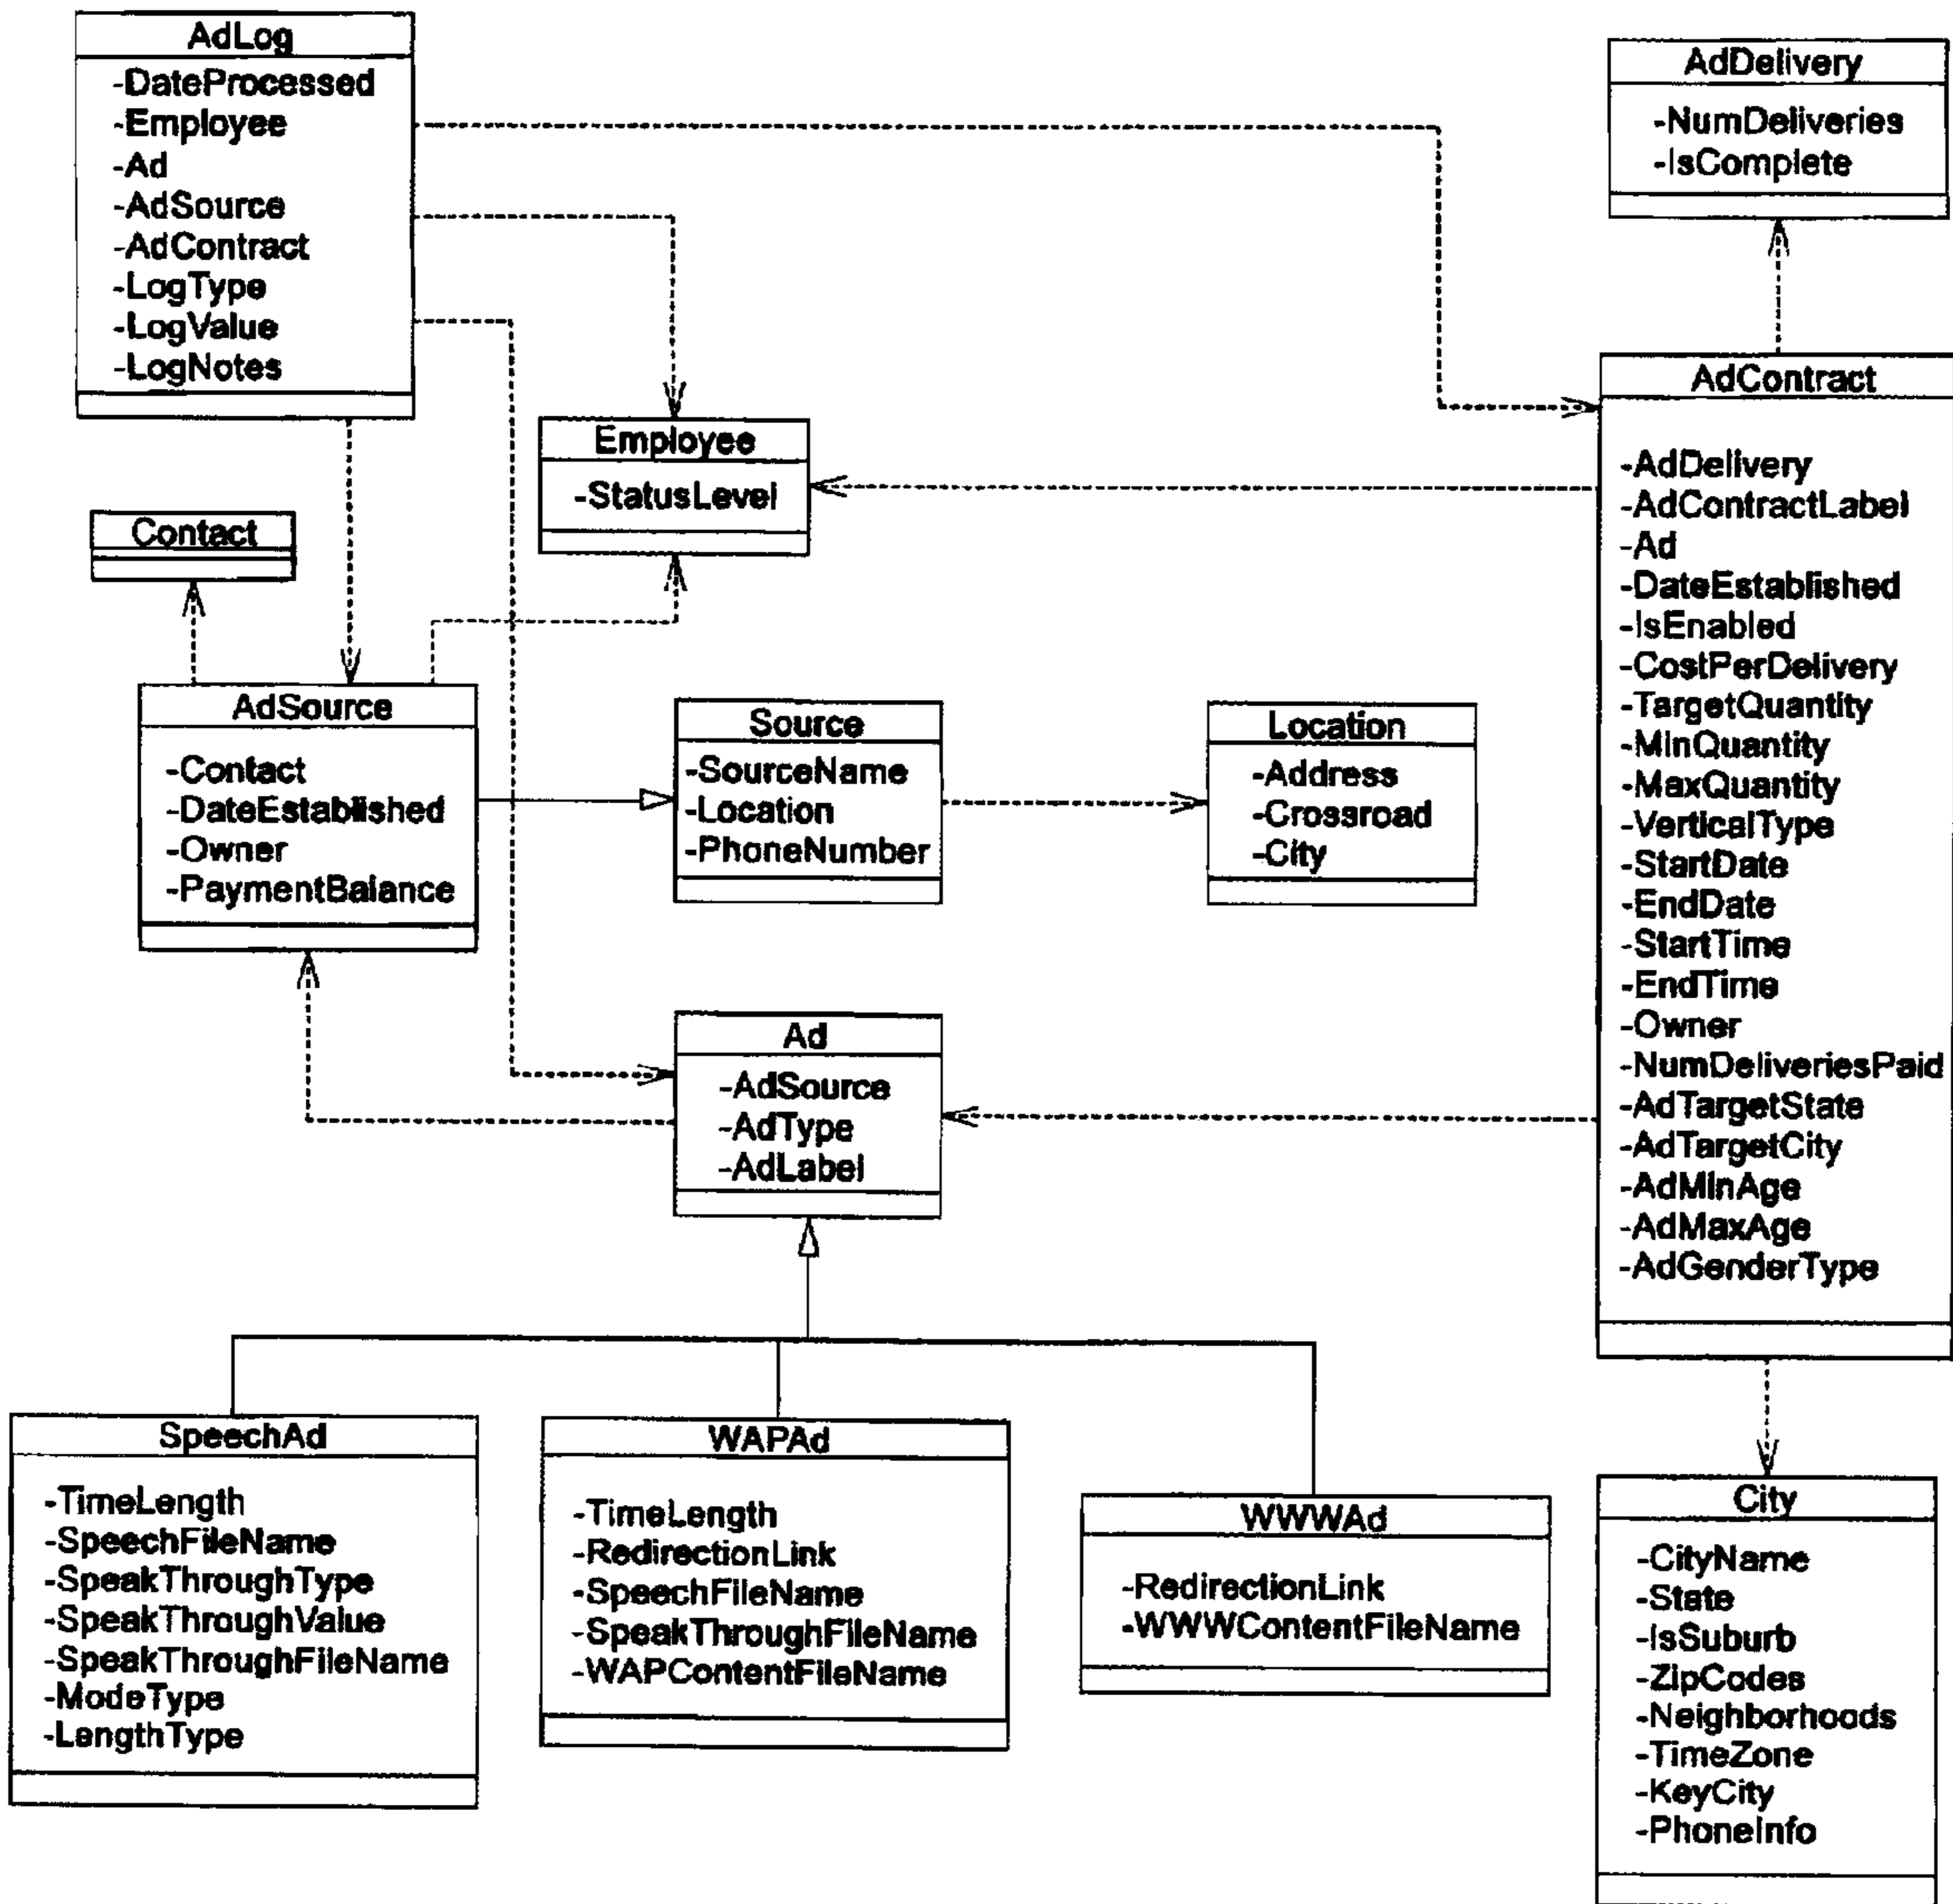 AdLog
-DateProcessed
-Employee
-Ad
-AdSource
-AdContract
-LogType
-LogValue
-LogNotes
AdDelivery
-NumDeliveries
-IsComplete
Employee
-StatusLevel
Contact
AdContract
-AdDelivery
-AdContractLabel
-Ad
-DateEstablished
-IsEnabled
-CostPerDelivery
-TargetQuantity
-MinQuantity
-MaxQuantity
-VerticalType
-StartDate
-EndDate
-StartTime
-EndTime
-Owner
-NumDeliveriesPaid
-AdTargetState
-AdTargetCity
-AdMinAge
-AdMaxAge
-AdGenderType
AdSource
-Contact
-DateEstablished
-Owner
-PaymentBalance
Source
-SourceName
-Location
-PhoneNumber
Location
-Address
-Crossroad
-City
Ad
-AdSource
-AdType
-AdLabel
SpeechAd
-TimeLength
-SpeechFileName
-SpeakThroughType
-SpeakThroughValue
-SpeakThroughFileName
-ModeType
-LengthType
WAPAd
-TimeLength
-RedirectionLink
-SpeechFileName
-SpeakThroughFileName
-WAPContentFileName
WWWAd
-RedirectionLink
-WWWContentFileName
City
-CityName
-State
-IsSuburb
-ZipCodes
-Neighborhoods
-TimeZone
-KeyCity
-PhoneInfo